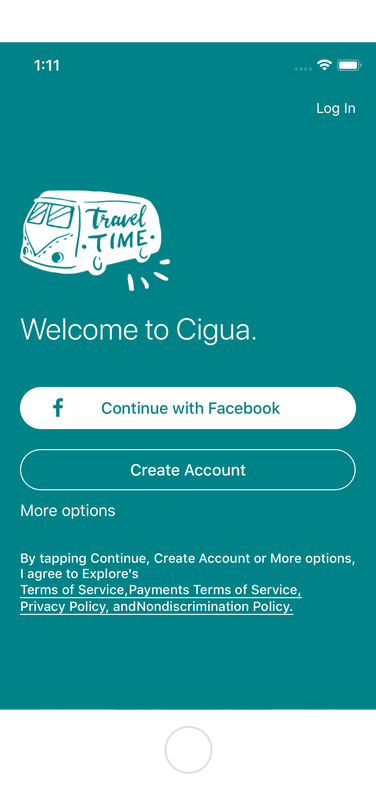 1:11
Log In
Travel
•TIME•
Welcome to Cigua.
Continue with Facebook
Create Account
More options
By tapping Continue, Create Account or More options,
I agree to Explore's
Terms of Service,Payments Terms of Service,
Privacy Policy, andNondiscrimination Policy.